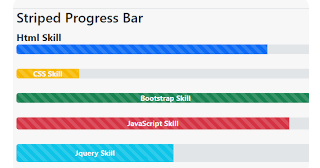 Striped Progress Bar
Html Skill
CSS Skill
Bootstrap Skill
JavaScript Skill
Jquery Skill